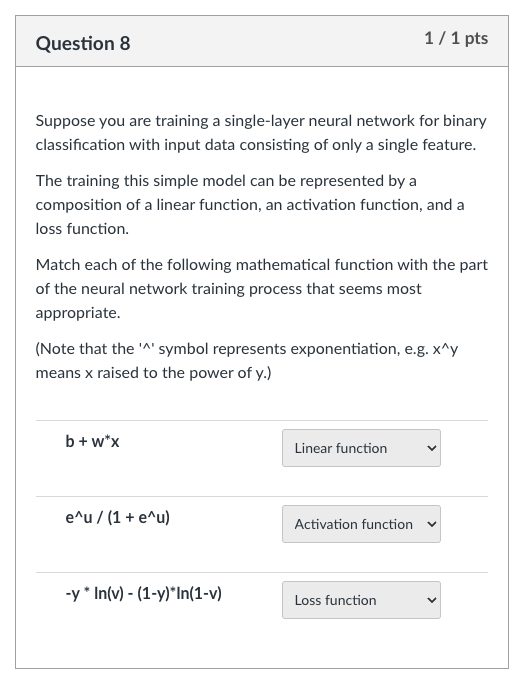 Question 8
1 / 1 pts
Suppose you are training a single-layer neural network for binary
classification with input data consisting of only a single feature.
The training this simple model can be represented by a
composition of a linear function, an activation function, and a
loss function.
Match each of the following mathematical function with the part
of the neural network training process that seems most
appropriate.
(Note that the '^' symbol represents exponentiation, e.g. x^y
means x raised to the power of y.)
b + w*x
Linear function
e^u / (1 + e^u)
Activation function
-y * ln(v) - (1-y)*ln(1-v)
Loss function